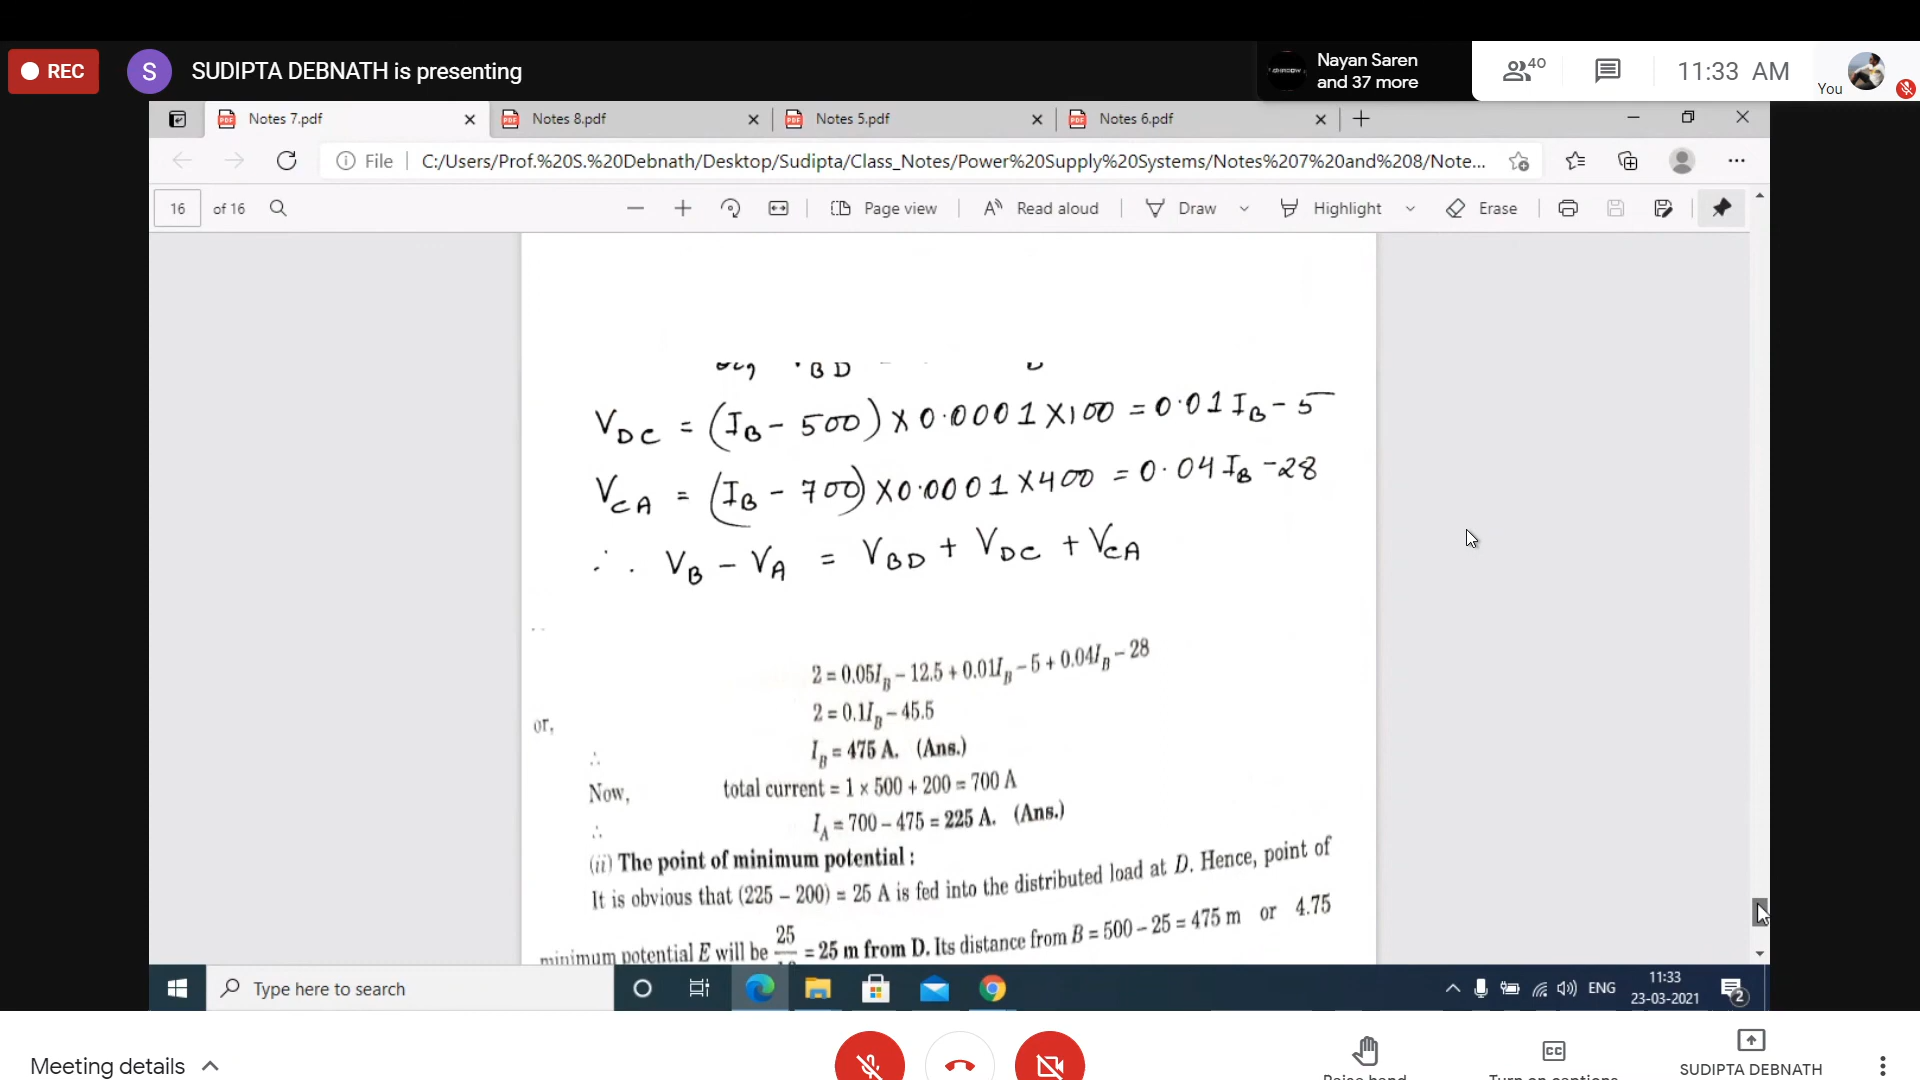 REC
S
SUDIPTA DEBNATH is presenting
Nayan Saren
and 37 more
40
11:33 AM
You
Notes 7.pdf
Notes 8.pdf
Notes 5.pdf
Notes 6.pdf
File
C:/Users/Prof.%20S.%20Debnath/Desktop/Sudipta/Class_Notes/Power%20Supply%20Systems/Notes%207%20and%208/Note...
16 of 16
Page view
Read aloud
Draw
Highlight
Erase
BD
V_DC = (I_B - 500) × 0.0001 × 100 = 0.01 I_B - 5
V_CA = (I_B - 700) × 0.0001 × 400 = 0.04 I_B - 28
∴ V_B - V_A = V_BD + V_DC + V_CA
2 = 0.05I_B – 12.5 + 0.01I_B – 5 + 0.04I_B – 28
or, 2 = 0.1I_B – 45.5
∴ I_B = 475 A. (Ans.)
Now, total current = 1 × 500 + 200 = 700 A
∴ I_A = 700 – 475 = 225 A. (Ans.)
(ii) The point of minimum potential :
It is obvious that (225 – 200) = 25 A is fed into the distributed load at D. Hence, point of
minimum potential E will be 25/ = 25 m from D. Its distance from B = 500 – 25 = 475 m or 4.75
Type here to search
ENG
11:33
23-03-2021
2
Meeting details
Raise hand
Turn on captions
SUDIPTA DEBNATH